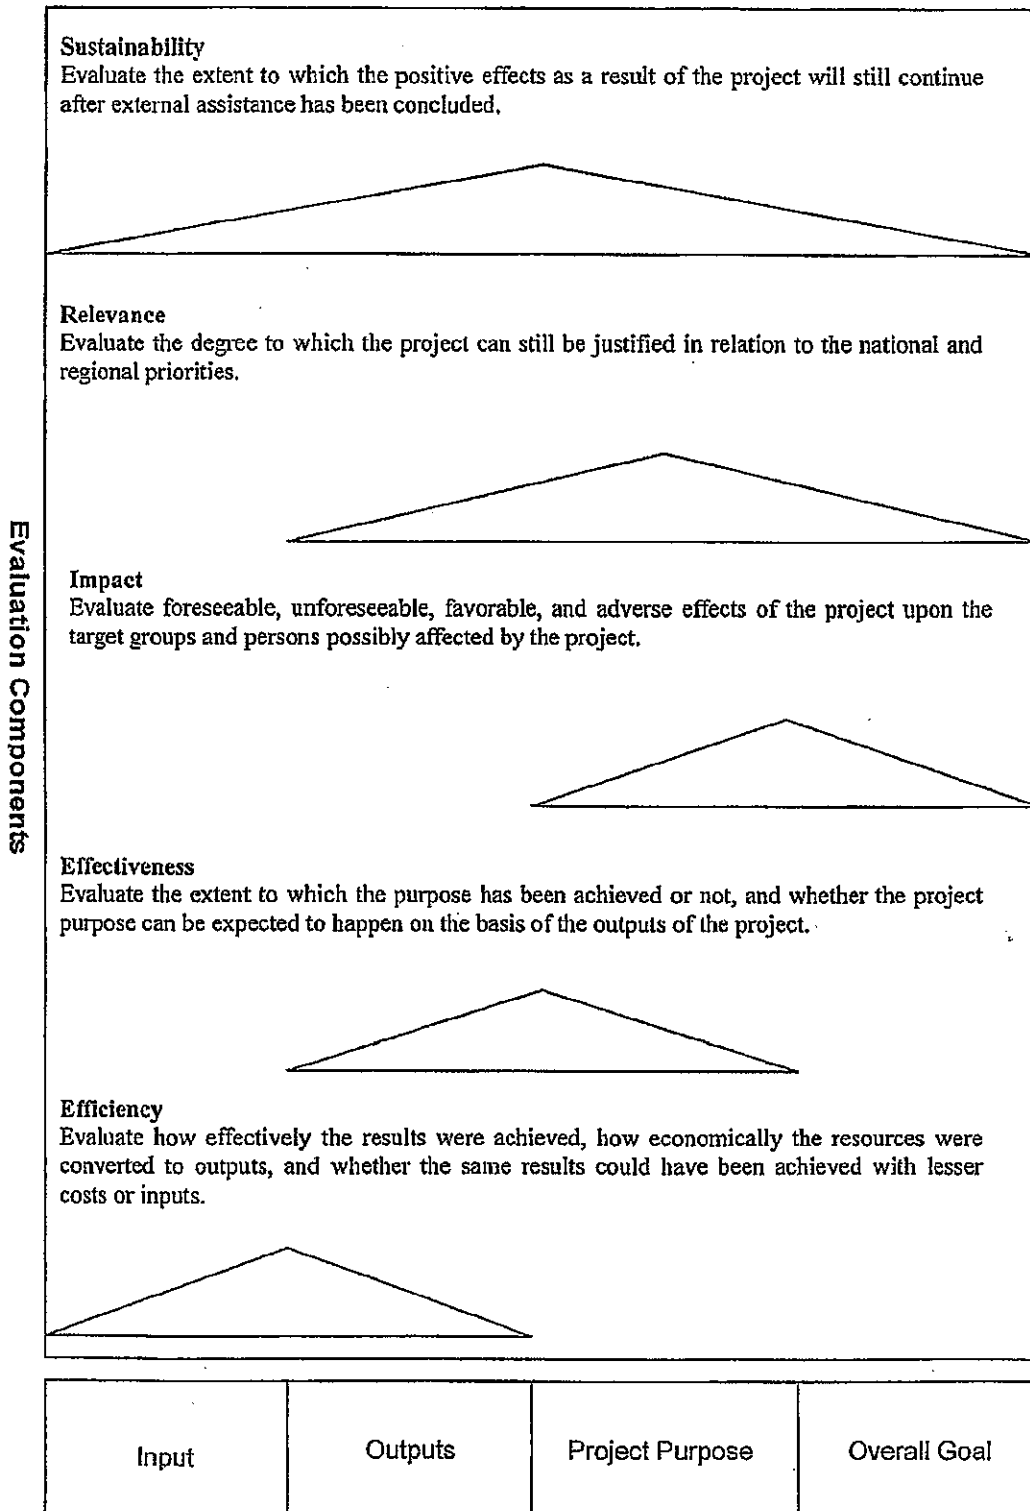 Sustainability
Evaluate the extent to which the positive effects as a result of the project will still continue
after external assistance has been concluded.
Relevance
Evaluate the degree to which the project can still be justified in relation to the national and
regional priorities.
Evaluation Components
Impact
Evaluate foreseeable, unforeseeable, favorable, and adverse effects of the project upon the
target groups and persons possibly affected by the project.
Effectiveness
Evaluate the extent to which the purpose has been achieved or not, and whether the project
purpose can be expected to happen on the basis of the outputs of the project.
Efficiency
Evaluate how effectively the results were achieved, how economically the resources were
converted to outputs, and whether the same results could have been achieved with lesser
costs or inputs.
Input
Outputs
Project Purpose
Overall Goal